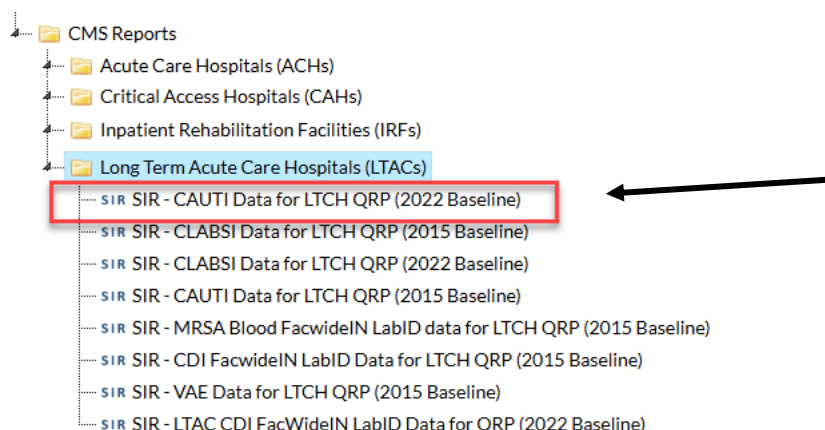 CMS Reports
Acute Care Hospitals (ACHs)
Critical Access Hospitals (CAHs)
Inpatient Rehabilitation Facilities (IRFs)
Long Term Acute Care Hospitals (LTACs)
SIR SIR - CAUTI Data for LTCH QRP (2022 Baseline)
SIR SIR - CLABSI Data for LTCH QRP (2015 Baseline)
SIR SIR - CLABSI Data for LTCH QRP (2022 Baseline)
SIR SIR - CAUTI Data for LTCH QRP (2015 Baseline)
SIR SIR - MRSA Blood FacwideIN LabID data for LTCH QRP (2015 Baseline)
SIR SIR - CDI FacwideIN LabID Data for LTCH QRP (2015 Baseline)
SIR SIR - VAE Data for LTCH QRP (2015 Baseline)
SIR SIR - LTAC CDI FacWideIN LabID Data for QRP (2022 Baseline)